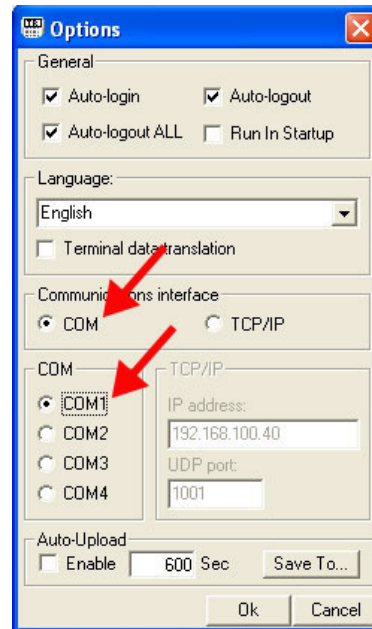 Options
General
Auto-login Auto-logout
Auto-logout ALL Run In Startup
Language:
English
Terminal data translation
Communications interface
COM TCP/IP
COM
COM1
COM2
COM3
COM4
TCP/IP
IP address:
192.168.100.40
UDP port:
1001
Auto-Upload
Enable 600 Sec Save To...
Ok Cancel